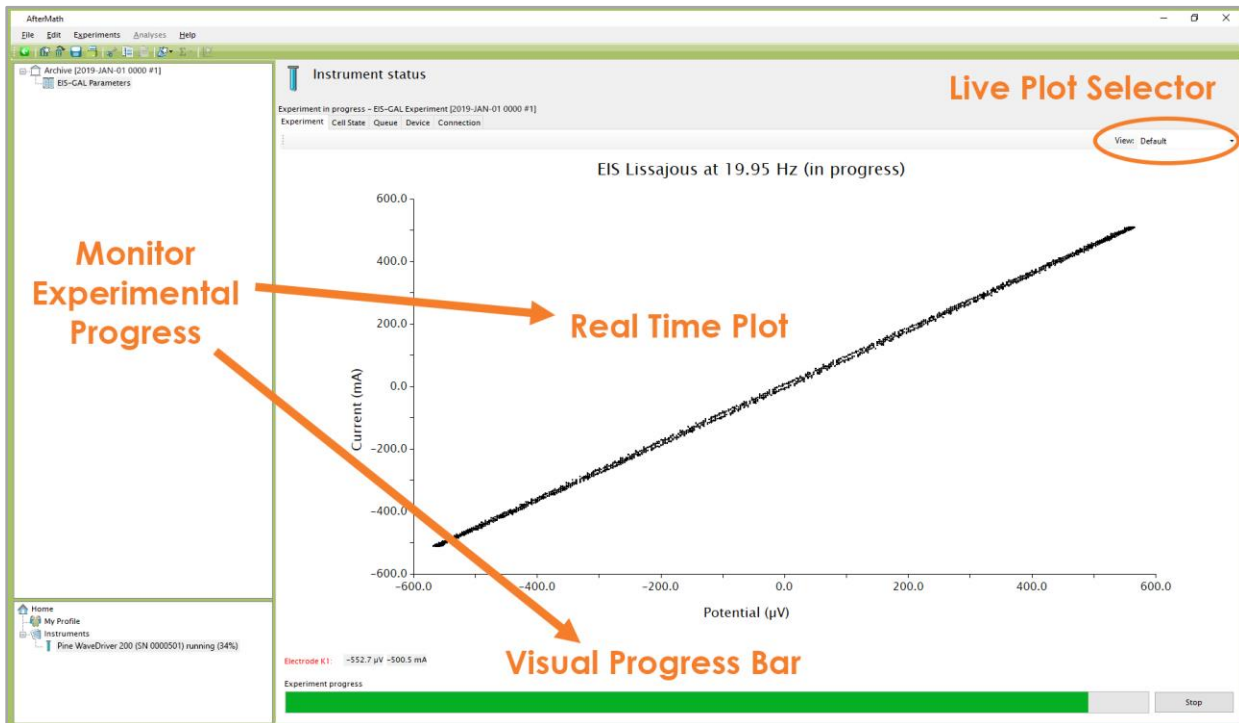 AfterMath
File Edit Experiments Analyses Help
Archive [2019-JAN-01 0000 #1]
EIS-GAL Parameters
Instrument status
Live Plot Selector
Experiment in progress - EIS-GAL Experiment [2019-JAN-01 0000 #1]
Experiment Cell State Queue Device Connection
View: Default
EIS Lissajous at 19.95 Hz (in progress)
600.0
400.0
200.0
0.0
-200.0
-400.0
-600.0
Current (mA)
Monitor
Experimental
Progress
Real Time Plot
-600.0 -400.0 -200.0 0.0 200.0 400.0 600.0
Potential (μV)
Home
My Profile
Instruments
Pine WaveDriver 200 (SN 0000501) running (34%)
Electrode K1: -552.7 μV -500.5 mA
Visual Progress Bar
Experiment progress
Stop